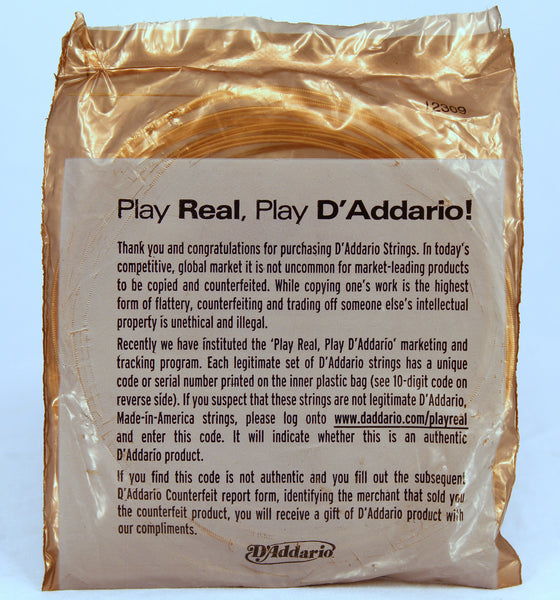 12369
Play Real, Play D'Addario!
Thank you and congratulations for purchasing D'Addario Strings. In today's
competitive, global market it is not uncommon for market-leading products
to be copied and counterfeited. While copying one's work is the highest
form of flattery, counterfeiting and trading off someone else's intellectual
property is unethical and illegal.
Recently we have instituted the 'Play Real, Play D'Addario' marketing and
tracking program. Each legitimate set of D'Addario strings has a unique
code or serial number printed on the inner plastic bag (see 10-digit code on
reverse side). If you suspect that these strings are not legitimate D'Addario,
Made-in-America strings, please log onto www.daddario.com/playreal
and enter this code. It will indicate whether this is an authentic
D'Addario product.
If you find this code is not authentic and you fill out the subsequent
D'Addario Counterfeit report form, identifying the merchant that sold you
the counterfeit product, you will receive a gift of D'Addario product with
our compliments.
D'Addario